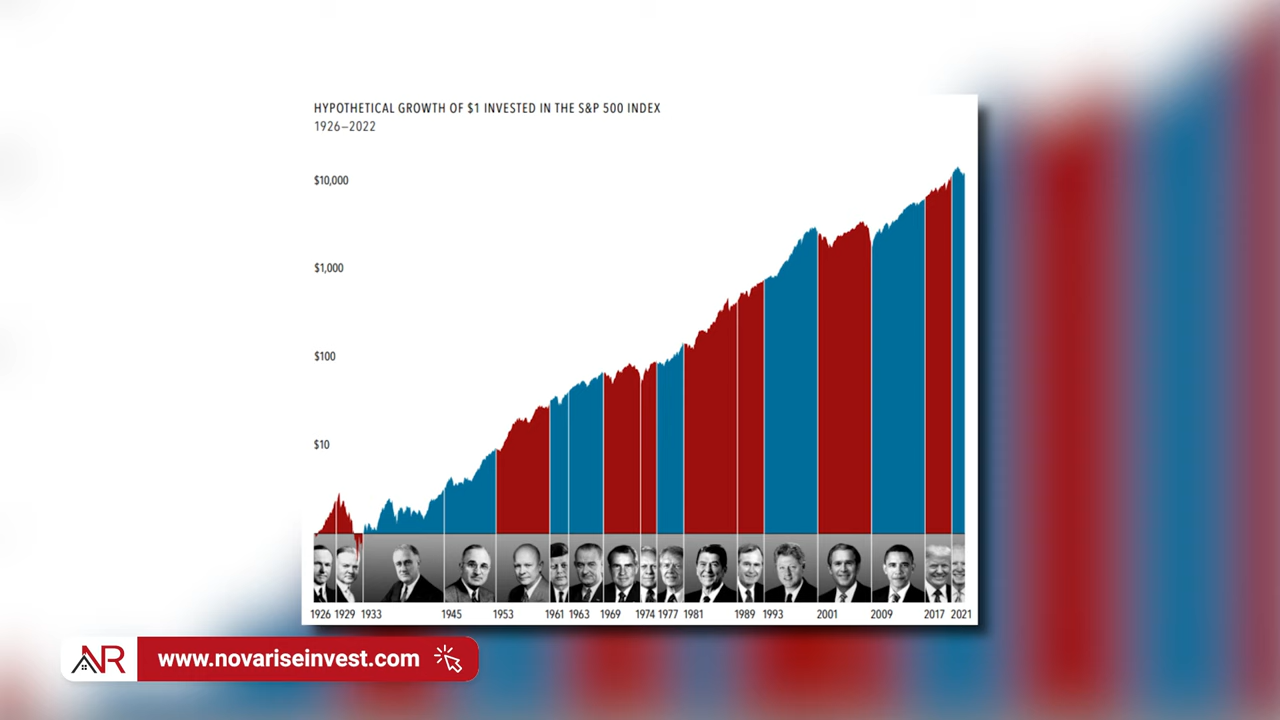 HYPOTHETICAL GROWTH OF $1 INVESTED IN THE S&P 500 INDEX
1926–2022
$10,000
$1,000
$100
$10
1926 1929 1933 1945 1953 1961 1963 1969 1974 1977 1981 1989 1993 2001 2009 2017 2021
NR www.novariseinvest.com